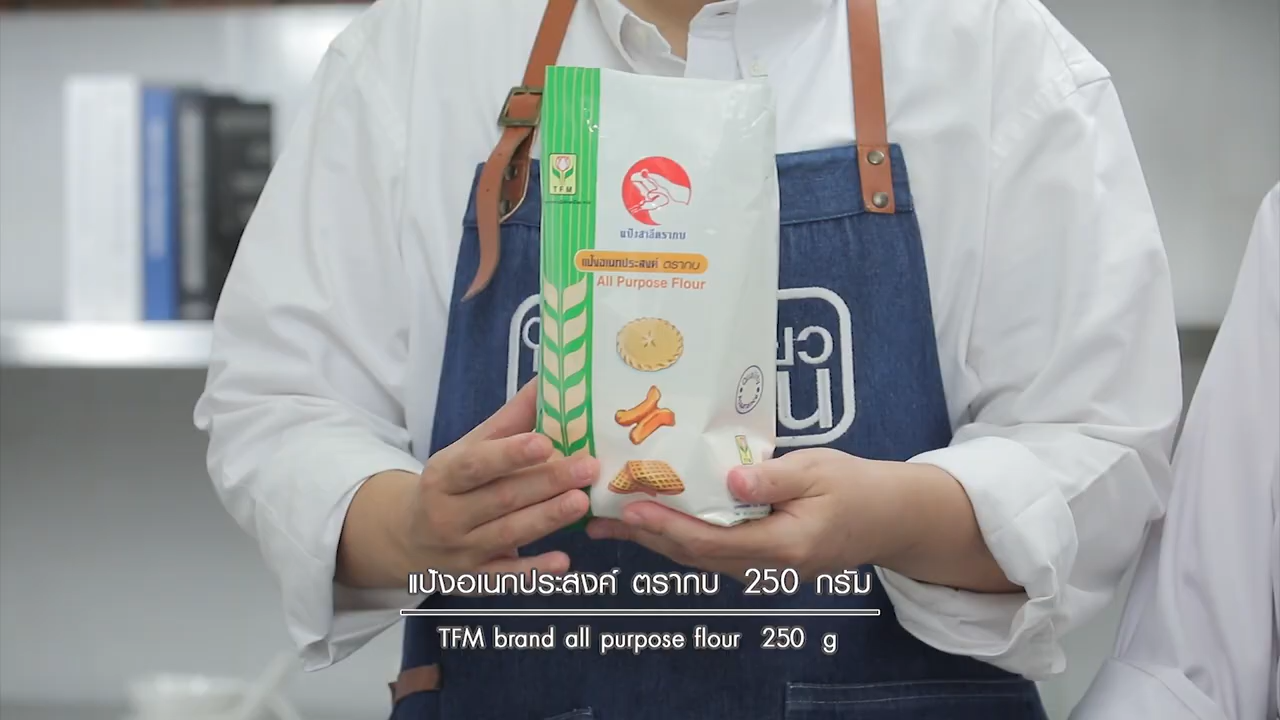 TFM
แป้งสาลีตรากบ
แป้งอเนกประสงค์ ตรากบ
All Purpose Flour
แป้งอเนกประสงค์ ตรากบ 250 กรัม
TFM brand all purpose flour 250 g